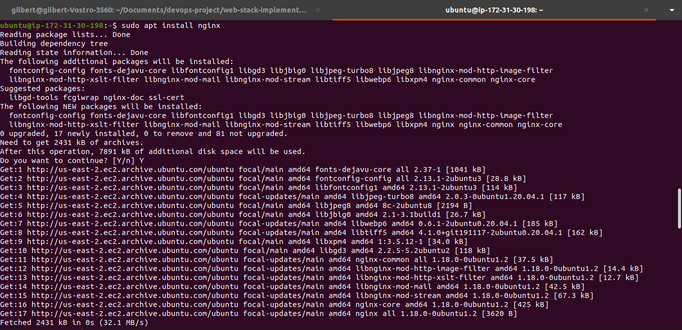 gilbert@gilbert-Vostro-3560: ~/Documents/devops-project/web-stack-implement...
ubuntu@ip-172-31-30-198: ~
ubuntu@ip-172-31-30-198:~$ sudo apt install nginx
Reading package lists... Done
Building dependency tree
Reading state information... Done
The following additional packages will be installed:
fontconfig-config fonts-dejavu-core libfontconfig1 libgd3 libjbig0 libjpeg-turbo8 libjpeg8 libnginx-mod-http-image-filter
libnginx-mod-http-xslt-filter libnginx-mod-mail libnginx-mod-stream libtiff5 libwebp6 libxpm4 nginx-common nginx-core
Suggested packages:
libgd-tools fcgiwrap nginx-doc ssl-cert
The following NEW packages will be installed:
fontconfig-config fonts-dejavu-core libfontconfig1 libgd3 libjbig0 libjpeg-turbo8 libjpeg8 libnginx-mod-http-image-filter
libnginx-mod-http-xslt-filter libnginx-mod-mail libnginx-mod-stream libtiff5 libwebp6 libxpm4 nginx nginx-common nginx-core
0 upgraded, 17 newly installed, 0 to remove and 81 not upgraded.
Need to get 2431 kB of archives.
After this operation, 7891 kB of additional disk space will be used.
Do you want to continue? [Y/n] Y
Get:1 http://us-east-2.ec2.archive.ubuntu.com/ubuntu focal/main amd64 fonts-dejavu-core all 2.37-1 [1041 kB]
Get:2 http://us-east-2.ec2.archive.ubuntu.com/ubuntu focal/main amd64 fontconfig-config all 2.13.1-2ubuntu3 [28.8 kB]
Get:3 http://us-east-2.ec2.archive.ubuntu.com/ubuntu focal/main amd64 libfontconfig1 amd64 2.13.1-2ubuntu3 [114 kB]
Get:4 http://us-east-2.ec2.archive.ubuntu.com/ubuntu focal-updates/main amd64 libjpeg-turbo8 amd64 2.0.3-0ubuntu1.20.04.1 [117 kB]
Get:5 http://us-east-2.ec2.archive.ubuntu.com/ubuntu focal/main amd64 libjpeg8 amd64 8c-2ubuntu8 [2194 B]
Get:6 http://us-east-2.ec2.archive.ubuntu.com/ubuntu focal/main amd64 libjbig0 amd64 2.1-3.1build1 [26.7 kB]
Get:7 http://us-east-2.ec2.archive.ubuntu.com/ubuntu focal-updates/main amd64 libwebp6 amd64 0.6.1-2ubuntu0.20.04.1 [185 kB]
Get:8 http://us-east-2.ec2.archive.ubuntu.com/ubuntu focal-updates/main amd64 libtiff5 amd64 4.1.0+git191117-2ubuntu0.20.04.1 [162 kB]
Get:9 http://us-east-2.ec2.archive.ubuntu.com/ubuntu focal/main amd64 libxpm4 amd64 1:3.5.12-1 [34.0 kB]
Get:10 http://us-east-2.ec2.archive.ubuntu.com/ubuntu focal/main amd64 libgd3 amd64 2.2.5-5.2ubuntu2 [118 kB]
Get:11 http://us-east-2.ec2.archive.ubuntu.com/ubuntu focal-updates/main amd64 nginx-common all 1.18.0-0ubuntu1.2 [37.5 kB]
Get:12 http://us-east-2.ec2.archive.ubuntu.com/ubuntu focal-updates/main amd64 libnginx-mod-http-image-filter amd64 1.18.0-0ubuntu1.2 [14.4 kB]
Get:13 http://us-east-2.ec2.archive.ubuntu.com/ubuntu focal-updates/main amd64 libnginx-mod-http-xslt-filter amd64 1.18.0-0ubuntu1.2 [12.7 kB]
Get:14 http://us-east-2.ec2.archive.ubuntu.com/ubuntu focal-updates/main amd64 libnginx-mod-mail amd64 1.18.0-0ubuntu1.2 [42.5 kB]
Get:15 http://us-east-2.ec2.archive.ubuntu.com/ubuntu focal-updates/main amd64 libnginx-mod-stream amd64 1.18.0-0ubuntu1.2 [67.3 kB]
Get:16 http://us-east-2.ec2.archive.ubuntu.com/ubuntu focal-updates/main amd64 nginx-core amd64 1.18.0-0ubuntu1.2 [425 kB]
Get:17 http://us-east-2.ec2.archive.ubuntu.com/ubuntu focal-updates/main amd64 nginx all 1.18.0-0ubuntu1.2 [3620 B]
Fetched 2431 kB in 0s (32.1 MB/s)